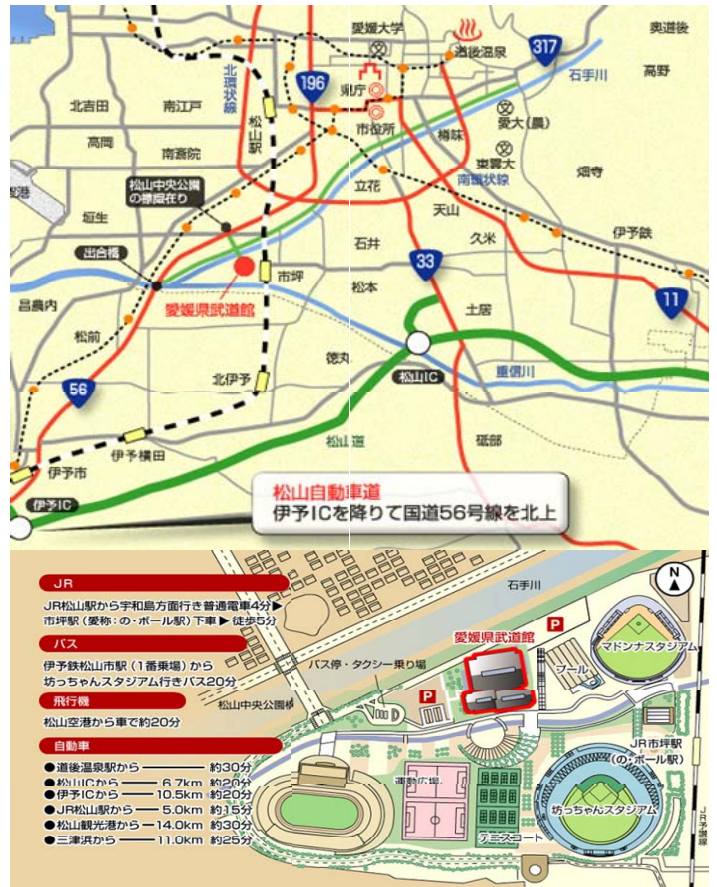 愛媛大学
奥道後
道後温泉
317
北環状線
196
石手川
高野
県庁
北吉田
南江戸
松山駅
市役所
愛大(農)
高岡
南斎院
樽味
東雲大
畑寺
空港
松山中央公園
の標識在り
立花
南環状線
垣生
天山
伊予鉄
出合橋
石井
久米
市坪
33
11
昌農内
愛媛県武道館
松本
土居
松前
徳丸
56
北伊予
松山IC
重信川
伊予市
伊予横田
松山道
砥部
伊予IC
松山自動車道
伊予ICを降りて国道56号線を北上
JR
JR松山駅から宇和島方面行き普通電車4分▶
市坪駅(愛称:の・ボール駅)下車▶徒歩5分
バス
伊予鉄松山市駅(1番乗場)から
坊っちゃんスタジアム行きバス20分
飛行機
松山空港から車で約20分
自動車
●道後温泉駅から 約30分
●松山ICから 6.7km 約20分
●伊予ICから 10.5km 約20分
●JR松山駅から 5.0km 約15分
●松山観光港から 14.0km 約30分
●三津浜から 11.0km 約25分
石手川
N
P
愛媛県武道館
マドンナスタジアム
バス停・タクシー乗り場
プール
P
松山中央公園
JR市坪駅
(の・ボール駅)
運動広場
坊っちゃんスタジアム
テニスコート
JR予讃線